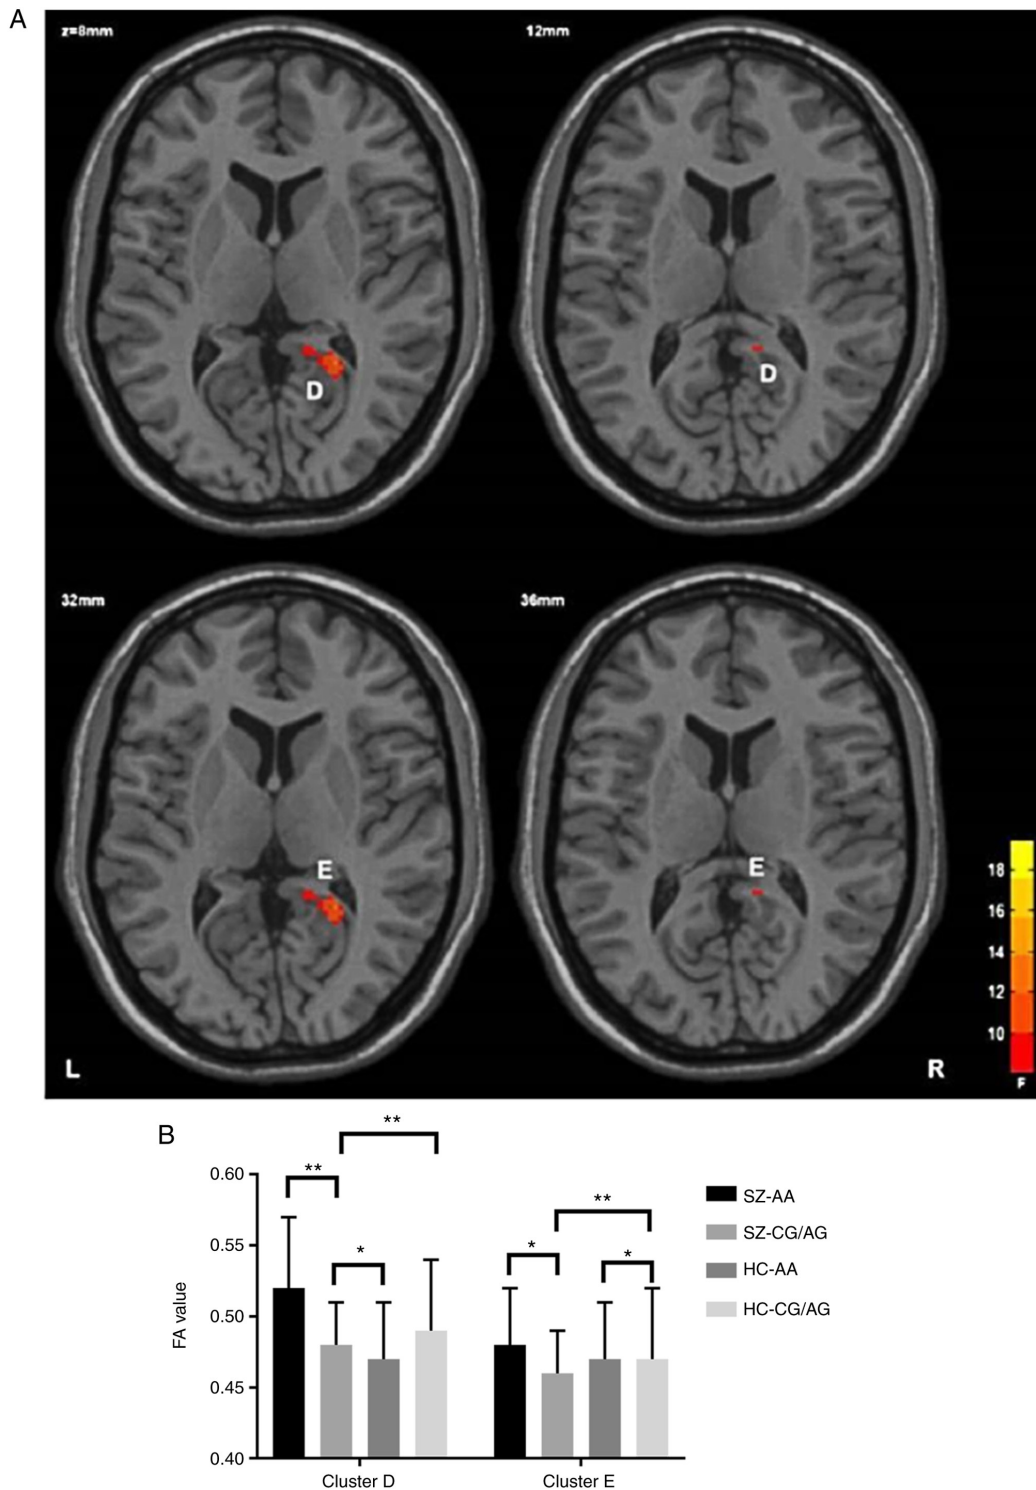 A
z=8mm
12mm
D
D
32mm
36mm
E
E
18
16
14
12
10
L
R
F
B
**
**
*
**
*
*
0.60
0.55
0.50
0.45
0.40
FA value
Cluster D
Cluster E
SZ-AA
SZ-CG/AG
HC-AA
HC-CG/AG